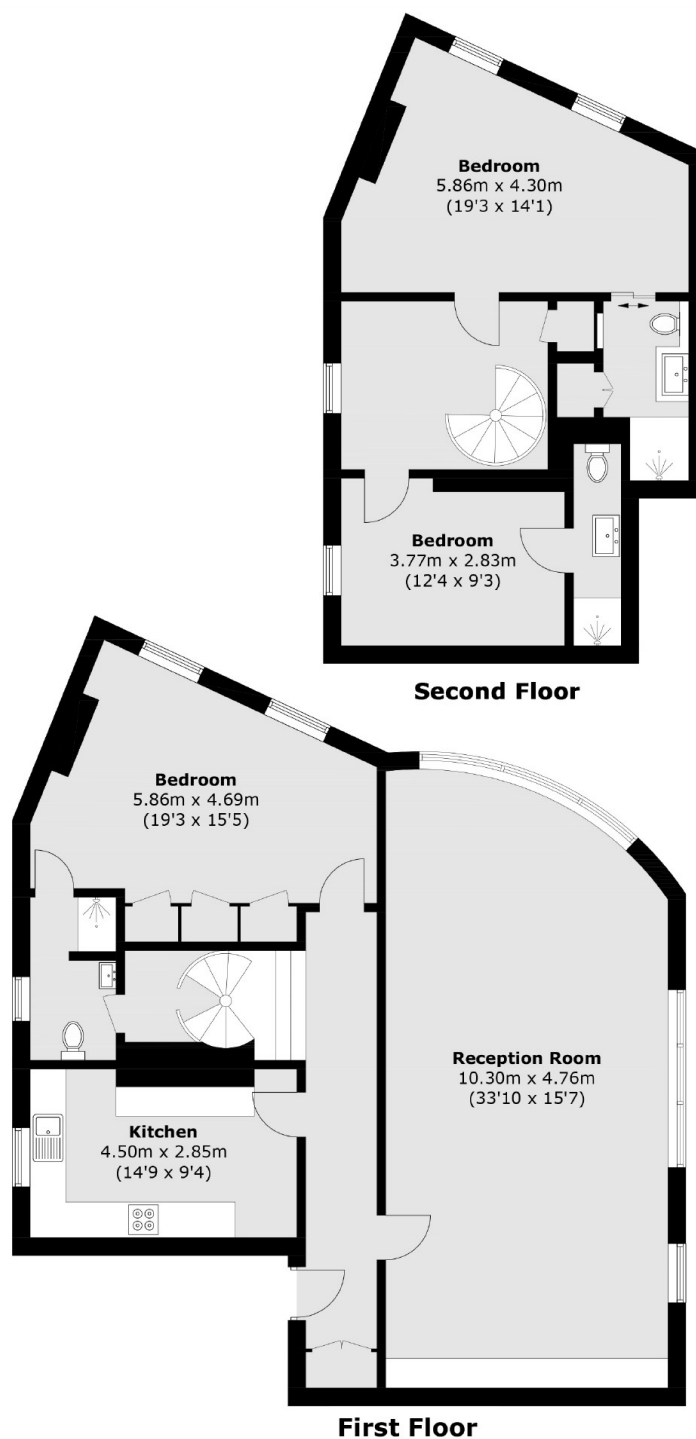 Bedroom
5.86m x 4.30m
(19'3 x 14'1)
Bedroom
3.77m x 2.83m
(12'4 x 9'3)
Second Floor
Bedroom
5.86m x 4.69m
(19'3 x 15'5)
Reception Room
10.30m x 4.76m
(33'10 x 15'7)
Kitchen
4.50m x 2.85m
(14'9 x 9'4)
First Floor